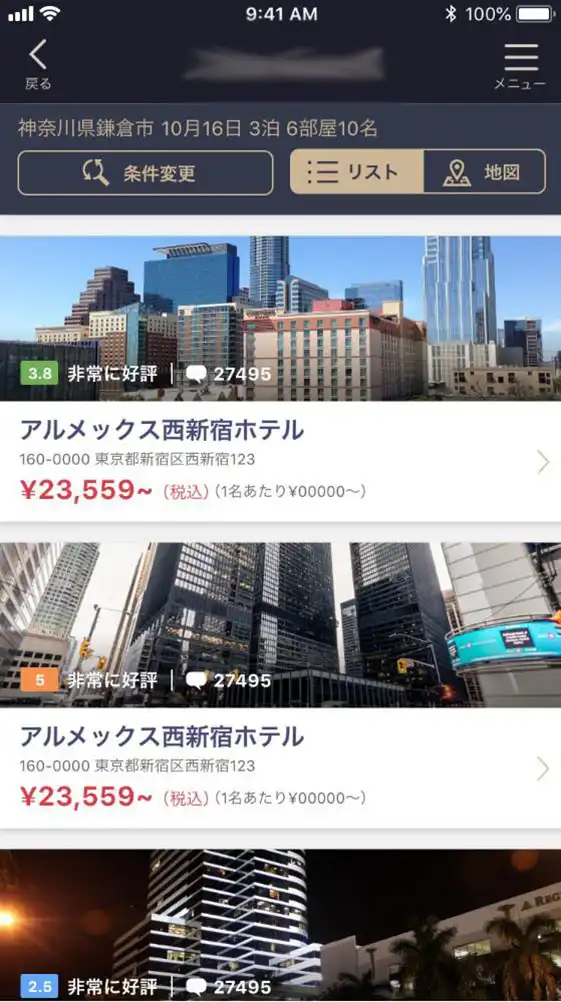 9:41 AM 100%
戻る
メニュー
神奈川県鎌倉市 10月16日 3泊 6部屋10名
条件変更 リスト 地図
3.8 非常に好評 27495
アルメックス西新宿ホテル
160-0000 東京都新宿区西新宿123
¥23,559~ (税込) (1名あたり¥00000〜)
5 非常に好評 27495
アルメックス西新宿ホテル
160-0000 東京都新宿区西新宿123
¥23,559~ (税込) (1名あたり¥00000〜)
2.5 非常に好評 27495